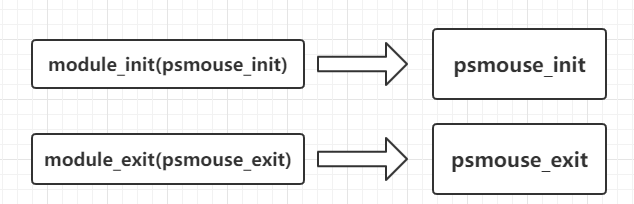 module_init(psmouse_init)
psmouse_init
module_exit(psmouse_exit)
psmouse_exit